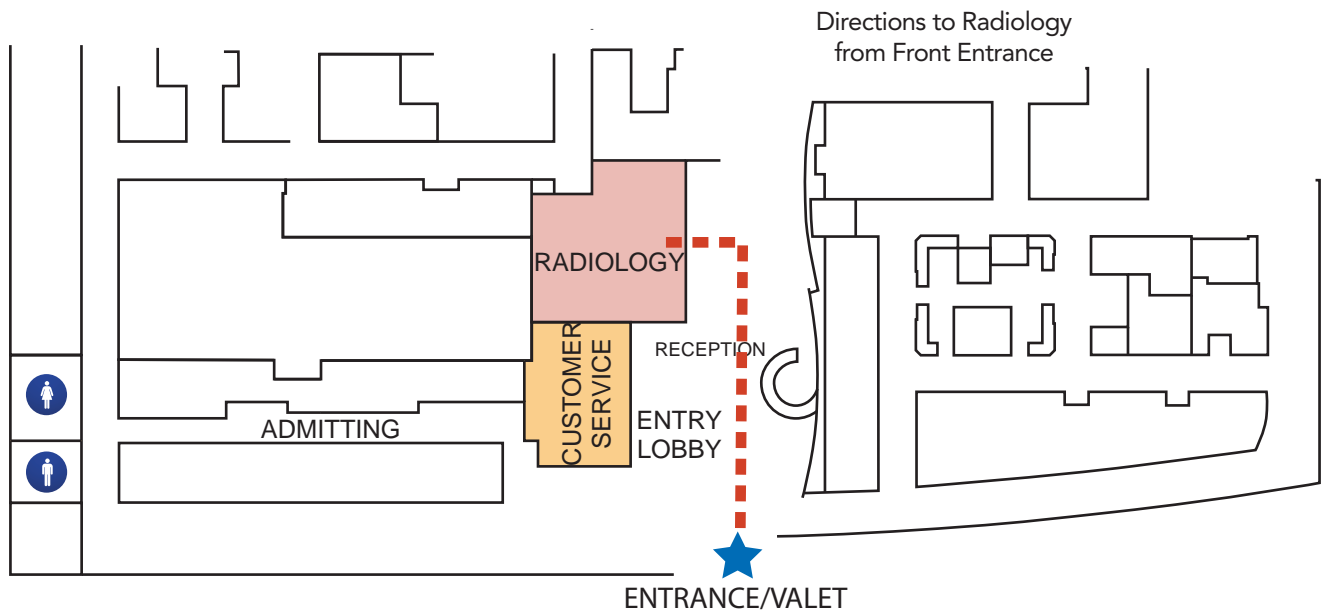 Directions to Radiology
from Front Entrance
RADIOLOGY
RECEPTION
CUSTOMER
SERVICE
ENTRY
LOBBY
ADMITTING
ENTRANCE/VALET